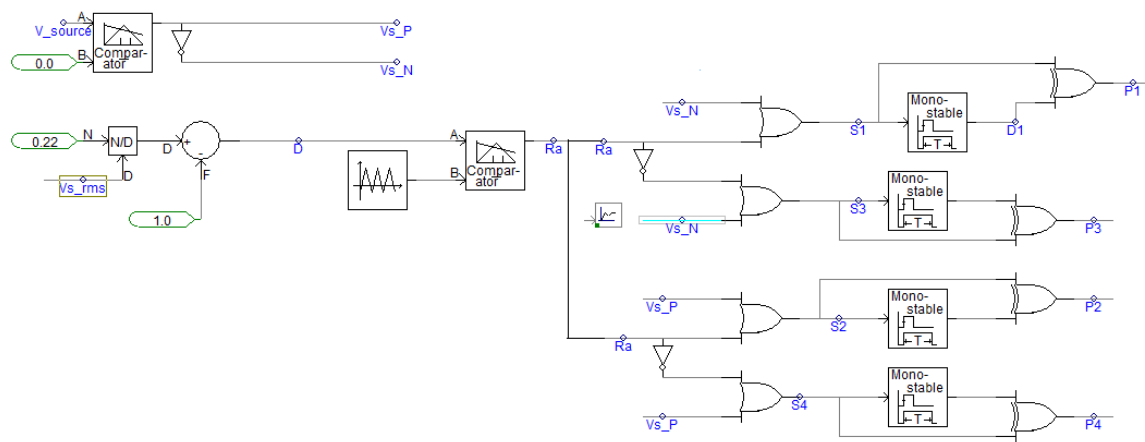 A
V_source
B
0.0
Compar-
ator
Vs_P
Vs_N
0.22
N
N/D
D
Vs_rms
D
+
-
F
1.0
D
A
B
Compar-
ator
Ra
Ra
Vs_N
S1
Mono-
stable
T
D1
P1
Vs_N
S3
Mono-
stable
T
P3
Vs_P
S2
Mono-
stable
T
P2
Ra
Vs_P
S4
Mono-
stable
T
P4